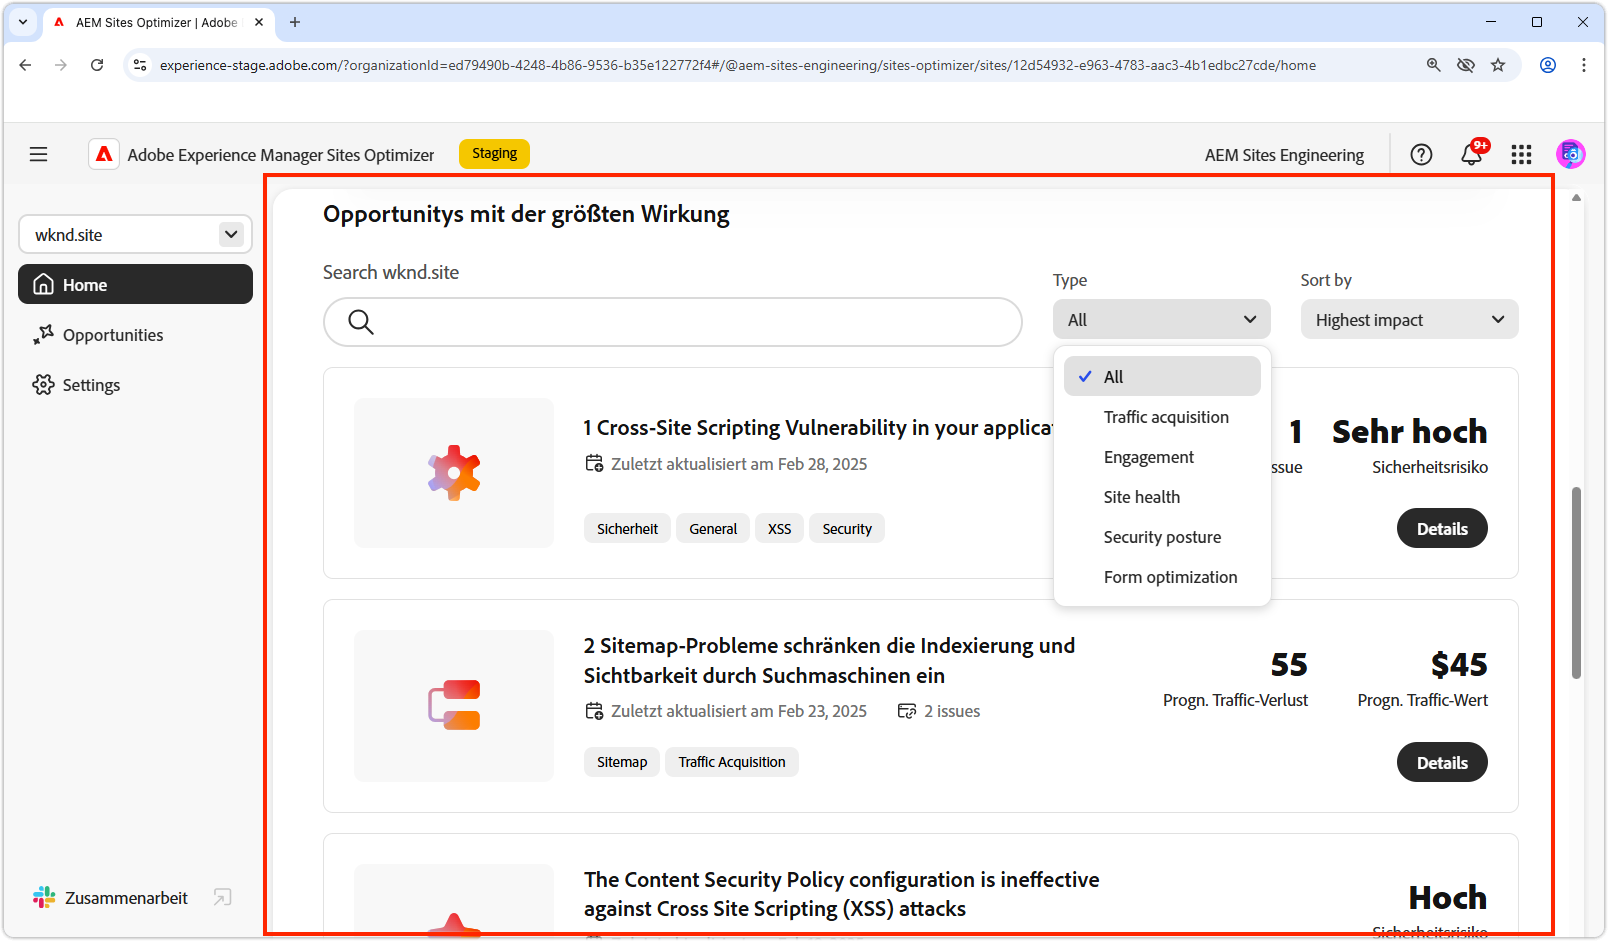 AEM Sites Optimizer | Adobe
experience-stage.adobe.com/?organizationId=ed79490b-4248-4b86-9536-b35e122772f4#/@aem-sites-engineering/sites-optimizer/sites/12d54932-e963-4783-aac3-4b1edbc27cde/home
Adobe Experience Manager Sites Optimizer
Staging
AEM Sites Engineering
9+
wknd.site
Home
Opportunities
Settings
Zusammenarbeit
Opportunitys mit der größten Wirkung
Search wknd.site
Type
All
Sort by
Highest impact
All
Traffic acquisition
Engagement
Site health
Security posture
Form optimization
1 Cross-Site Scripting Vulnerability in your applica
Zuletzt aktualisiert am Feb 28, 2025
Sicherheit General XSS Security
1
ssue
Sehr hoch
Sicherheitsrisiko
Details
2 Sitemap-Probleme schränken die Indexierung und
Sichtbarkeit durch Suchmaschinen ein
Zuletzt aktualisiert am Feb 23, 2025 2 issues
Sitemap Traffic Acquisition
55
Progn. Traffic-Verlust
$45
Progn. Traffic-Wert
Details
The Content Security Policy configuration is ineffective
against Cross Site Scripting (XSS) attacks
Hoch
Sicherheitsrisiko